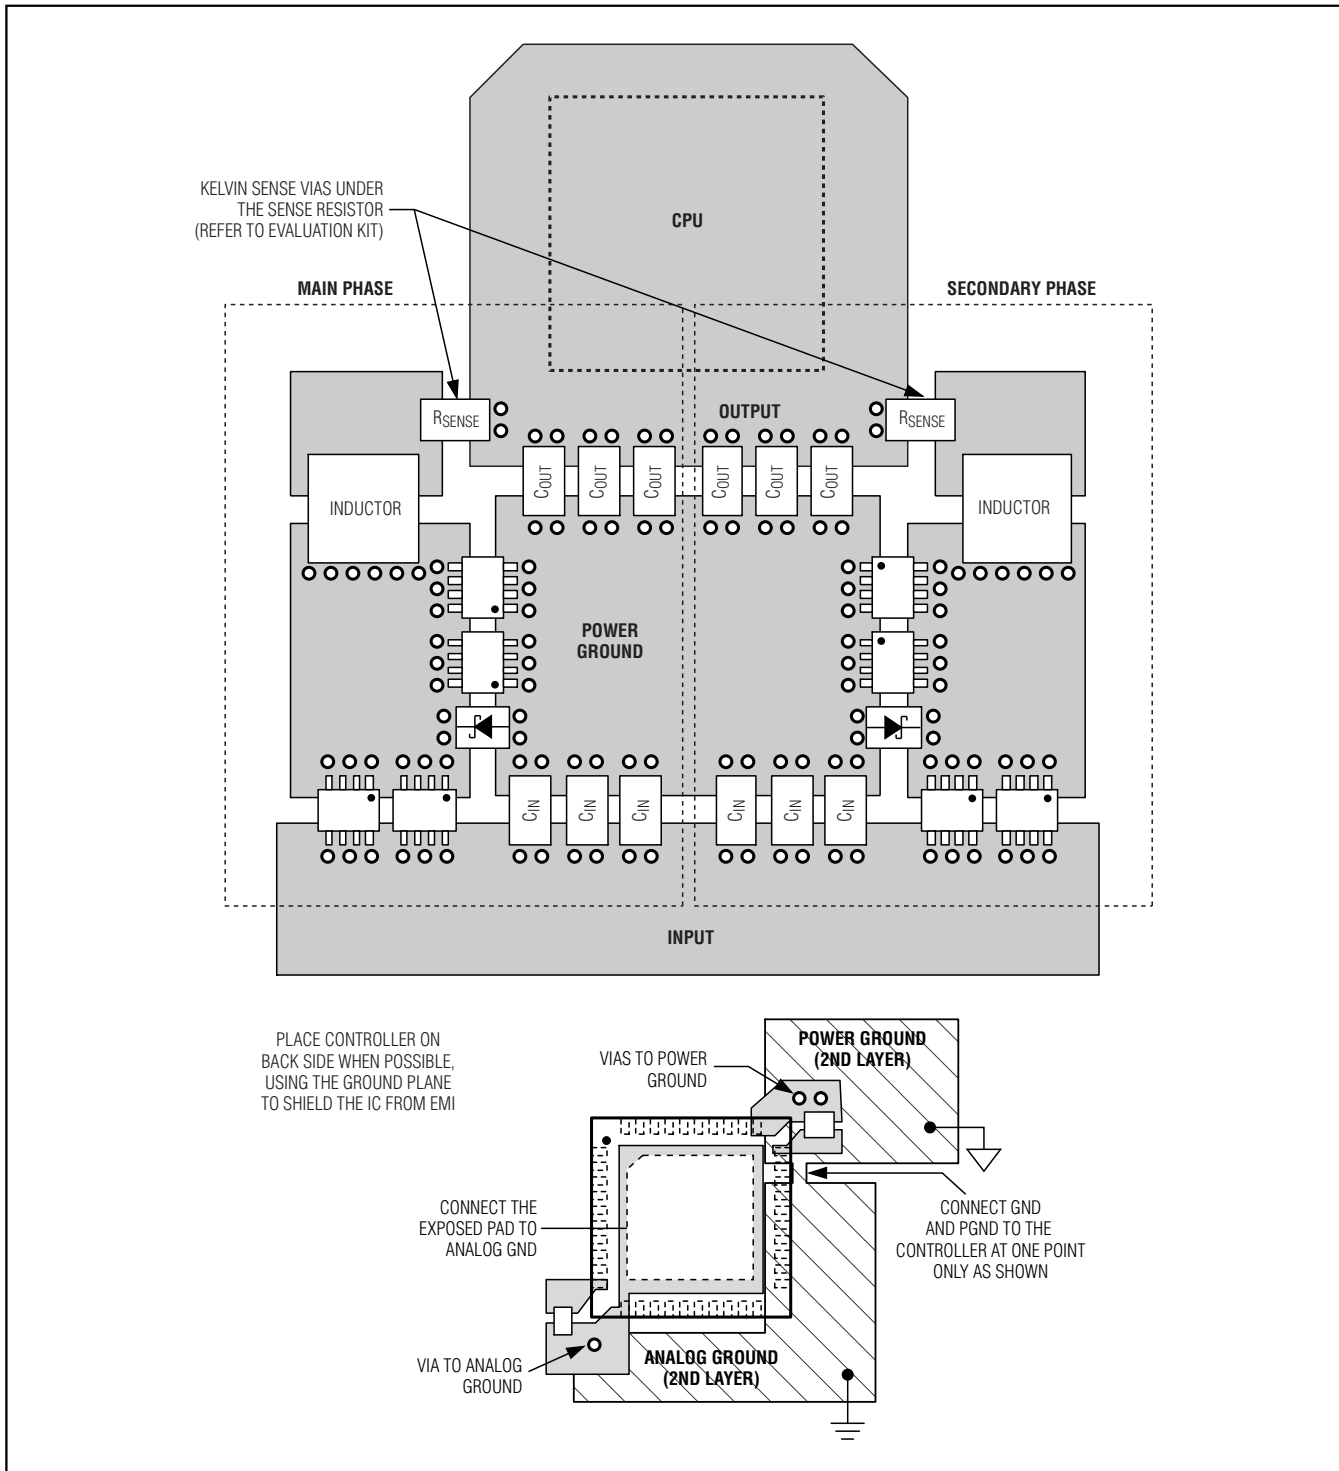 CPU
KELVIN SENSE VIAS UNDER
THE SENSE RESISTOR
(REFER TO EVALUATION KIT)
MAIN PHASE
SECONDARY PHASE
RSENSE
OUTPUT
RSENSE
INDUCTOR
COUT
COUT
COUT
COUT
COUT
COUT
INDUCTOR
POWER
GROUND
CIN
CIN
CIN
CIN
CIN
CIN
INPUT
PLACE CONTROLLER ON
BACK SIDE WHEN POSSIBLE,
USING THE GROUND PLANE
TO SHIELD THE IC FROM EMI
VIAS TO POWER
GROUND
POWER GROUND
(2ND LAYER)
CONNECT THE
EXPOSED PAD TO
ANALOG GND
CONNECT GND
AND PGND TO THE
CONTROLLER AT ONE POINT
ONLY AS SHOWN
VIA TO ANALOG
GROUND
ANALOG GROUND
(2ND LAYER)